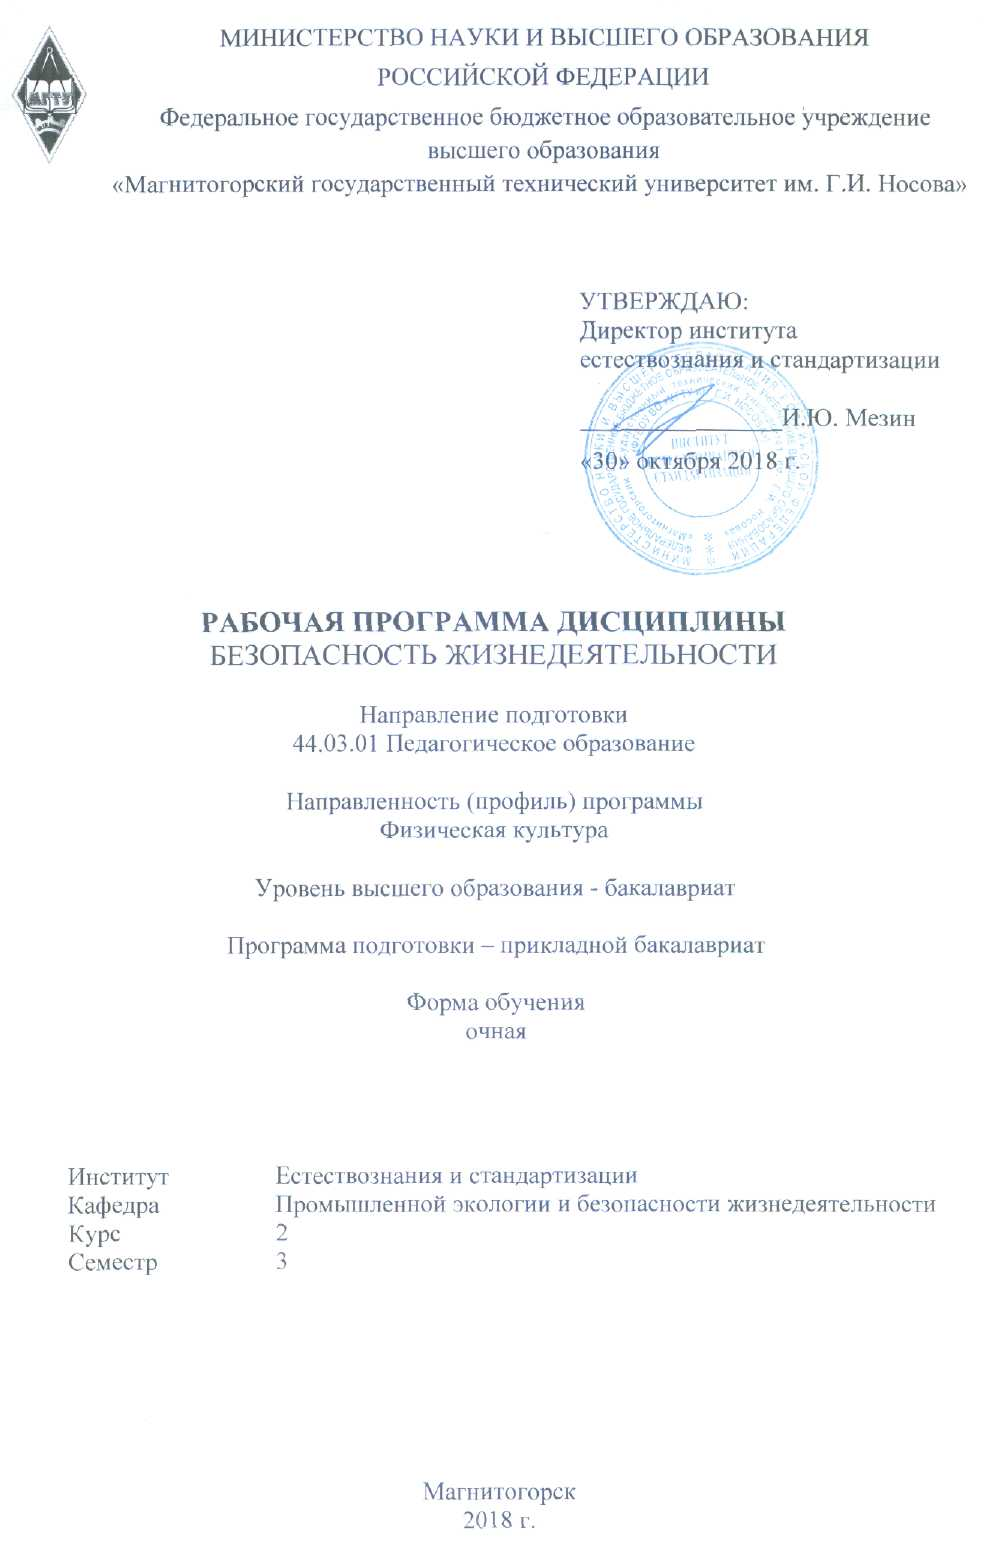 МИНИСТЕРСТВО НАУКИ И ВЫСШЕГО ОБРАЗОВАНИЯ
РОССИЙСКОЙ ФЕДЕРАЦИИ
Федеральное государственное бюджетное образовательное учреждение
высшего образования
«Магнитогорский государственный технический университет им. Г.И. Носова»
МГТУ
УТВЕРЖДАЮ:
Директор института
естествознания и стандартизации
И.Ю. Мезин
«30» октября 2018 г.
ИНСТИТУТ
СТАНДАРТИЗАЦИИ
РАБОЧАЯ ПРОГРАММА ДИСЦИПЛИНЫ
БЕЗОПАСНОСТЬ ЖИЗНЕДЕЯТЕЛЬНОСТИ
Направление подготовки
44.03.01 Педагогическое образование
Направленность (профиль) программы
Физическая культура
Уровень высшего образования - бакалавриат
Программа подготовки – прикладной бакалавриат
Форма обучения
очная
Институт Естествознания и стандартизации
Кафедра Промышленной экологии и безопасности жизнедеятельности
Курс 2
Семестр 3
Магнитогорск
2018 г.